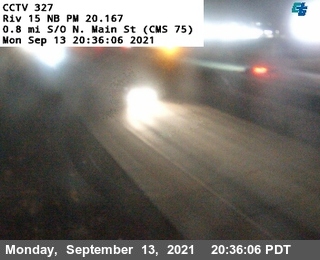 CCTV 327
Riv 15 NB PM 20.167
0.8 mi S/O N. Main St (CMS 75)
Mon Sep 13 20:36:06 2021
Monday, September 13, 2021 20:36:06 PDT